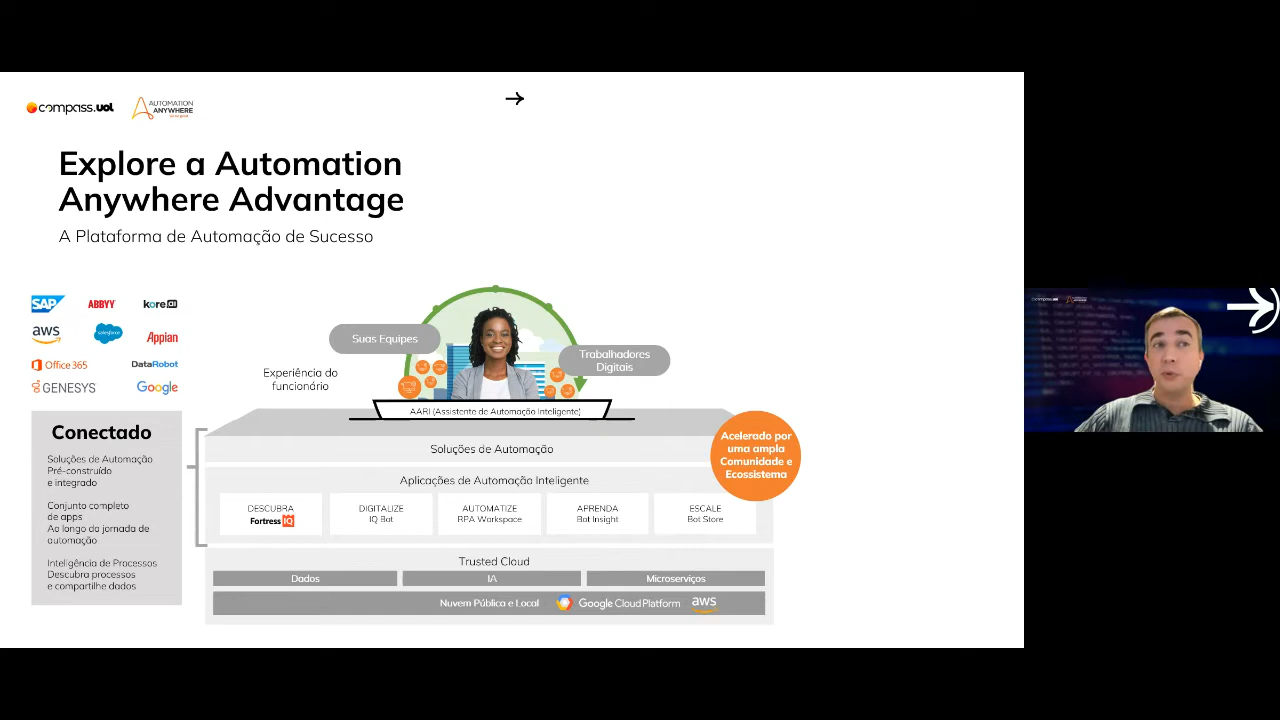 compass.uol
AUTOMATION
ANYWHERE
Explore a Automation
Anywhere Advantage
A Plataforma de Automação de Sucesso
SAP
ABBYY
kore.ai
aws
salesforce
Appian
Office 365
DataRobot
GENESYS
Google
Conectado
Soluções de Automação
Pré-construído
e integrado
Conjunto completo
de apps
Ao longo da jornada de
automação
Inteligência de Processos
Descubra processos
e compartilhe dados
Suas Equipes
Trabalhadores
Digitais
Experiência do
funcionário
AARI (Assistente de Automação Inteligente)
Acelerado por
uma ampla
Comunidade e
Ecossistema
Soluções de Automação
Aplicações de Automação Inteligente
DESCUBRA
Fortress IQ
DIGITALIZE
IQ Bot
AUTOMATIZE
RPA Workspace
APRENDA
Bot Insight
ESCALE
Bot Store
Trusted Cloud
Dados
IA
Microserviços
Nuvem Pública e Local
Google Cloud Platform
aws